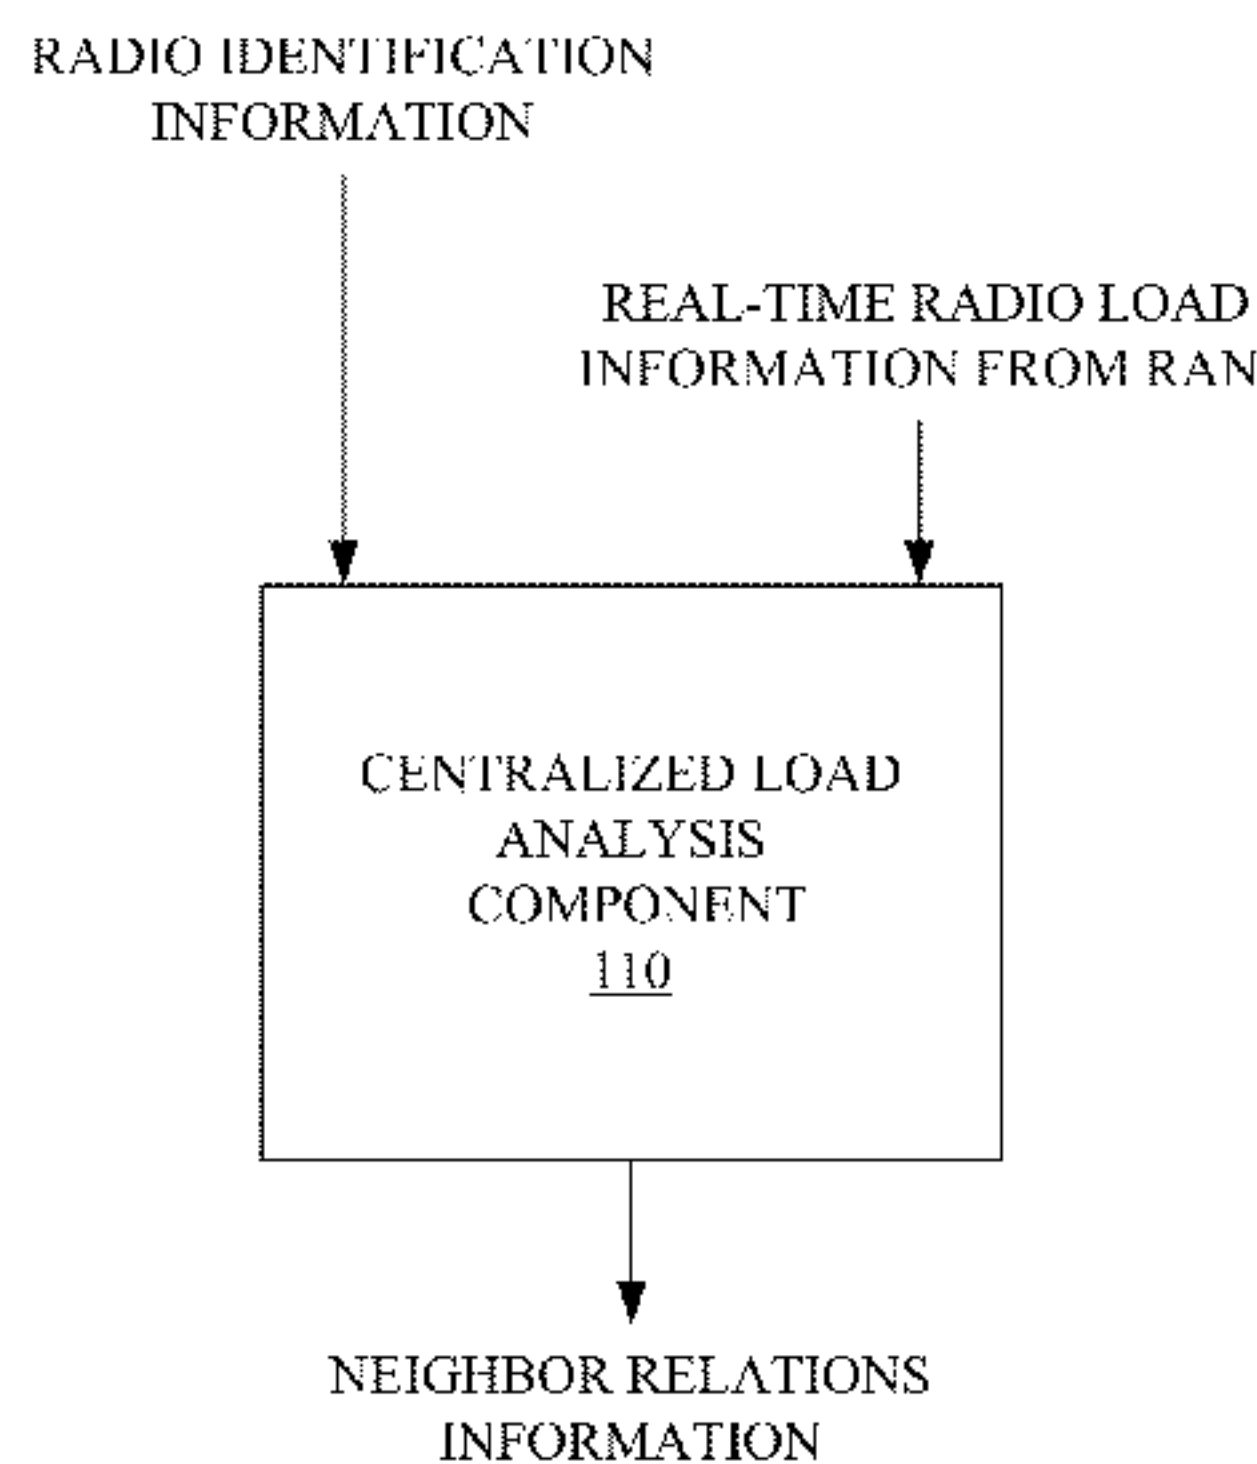 RADIO IDENTIFICATION
INFORMATION
REAL-TIME RADIO LOAD
INFORMATION FROM RAN
CENTRALIZED LOAD
ANALYSIS
COMPONENT
110
NEIGHBOR RELATIONS
INFORMATION